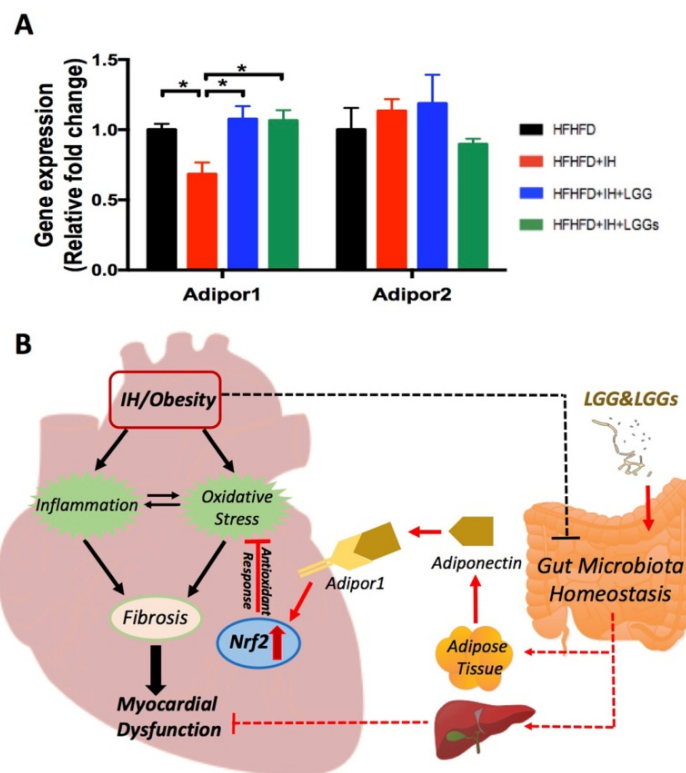 A
Gene expression
(Relative fold change)
1.5
1.0
0.5
0.0
*
*
*
Adipor1
Adipor2
HFHFD
HFHFD+IH
HFHFD+IH+LGG
HFHFD+IH+LGGs
B
IH/Obesity
LGG&LGGs
Inflammation
Oxidative
Stress
Antioxidant
Response
Adipor1
Adiponectin
Gut Microbiota
Homeostasis
Fibrosis
Nrf2
Adipose
Tissue
Myocardial
Dysfunction